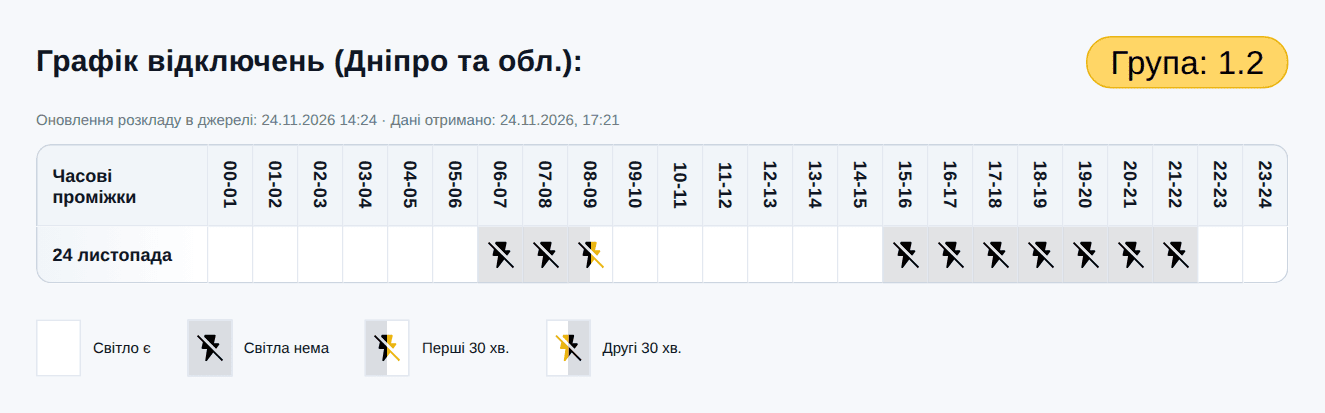 Графік відключень (Дніпро та обл.):
Група: 1.2
Оновлення розкладу в джерелі: 24.11.2026 14:24 · Дані отримано: 24.11.2026, 17:21
Часові
проміжки
00-01
01-02
02-03
03-04
04-05
05-06
06-07
07-08
08-09
09-10
10-11
11-12
12-13
13-14
14-15
15-16
16-17
17-18
18-19
19-20
20-21
21-22
22-23
23-24
24 листопада
Світло є
Світла нема
Перші 30 хв.
Другі 30 хв.